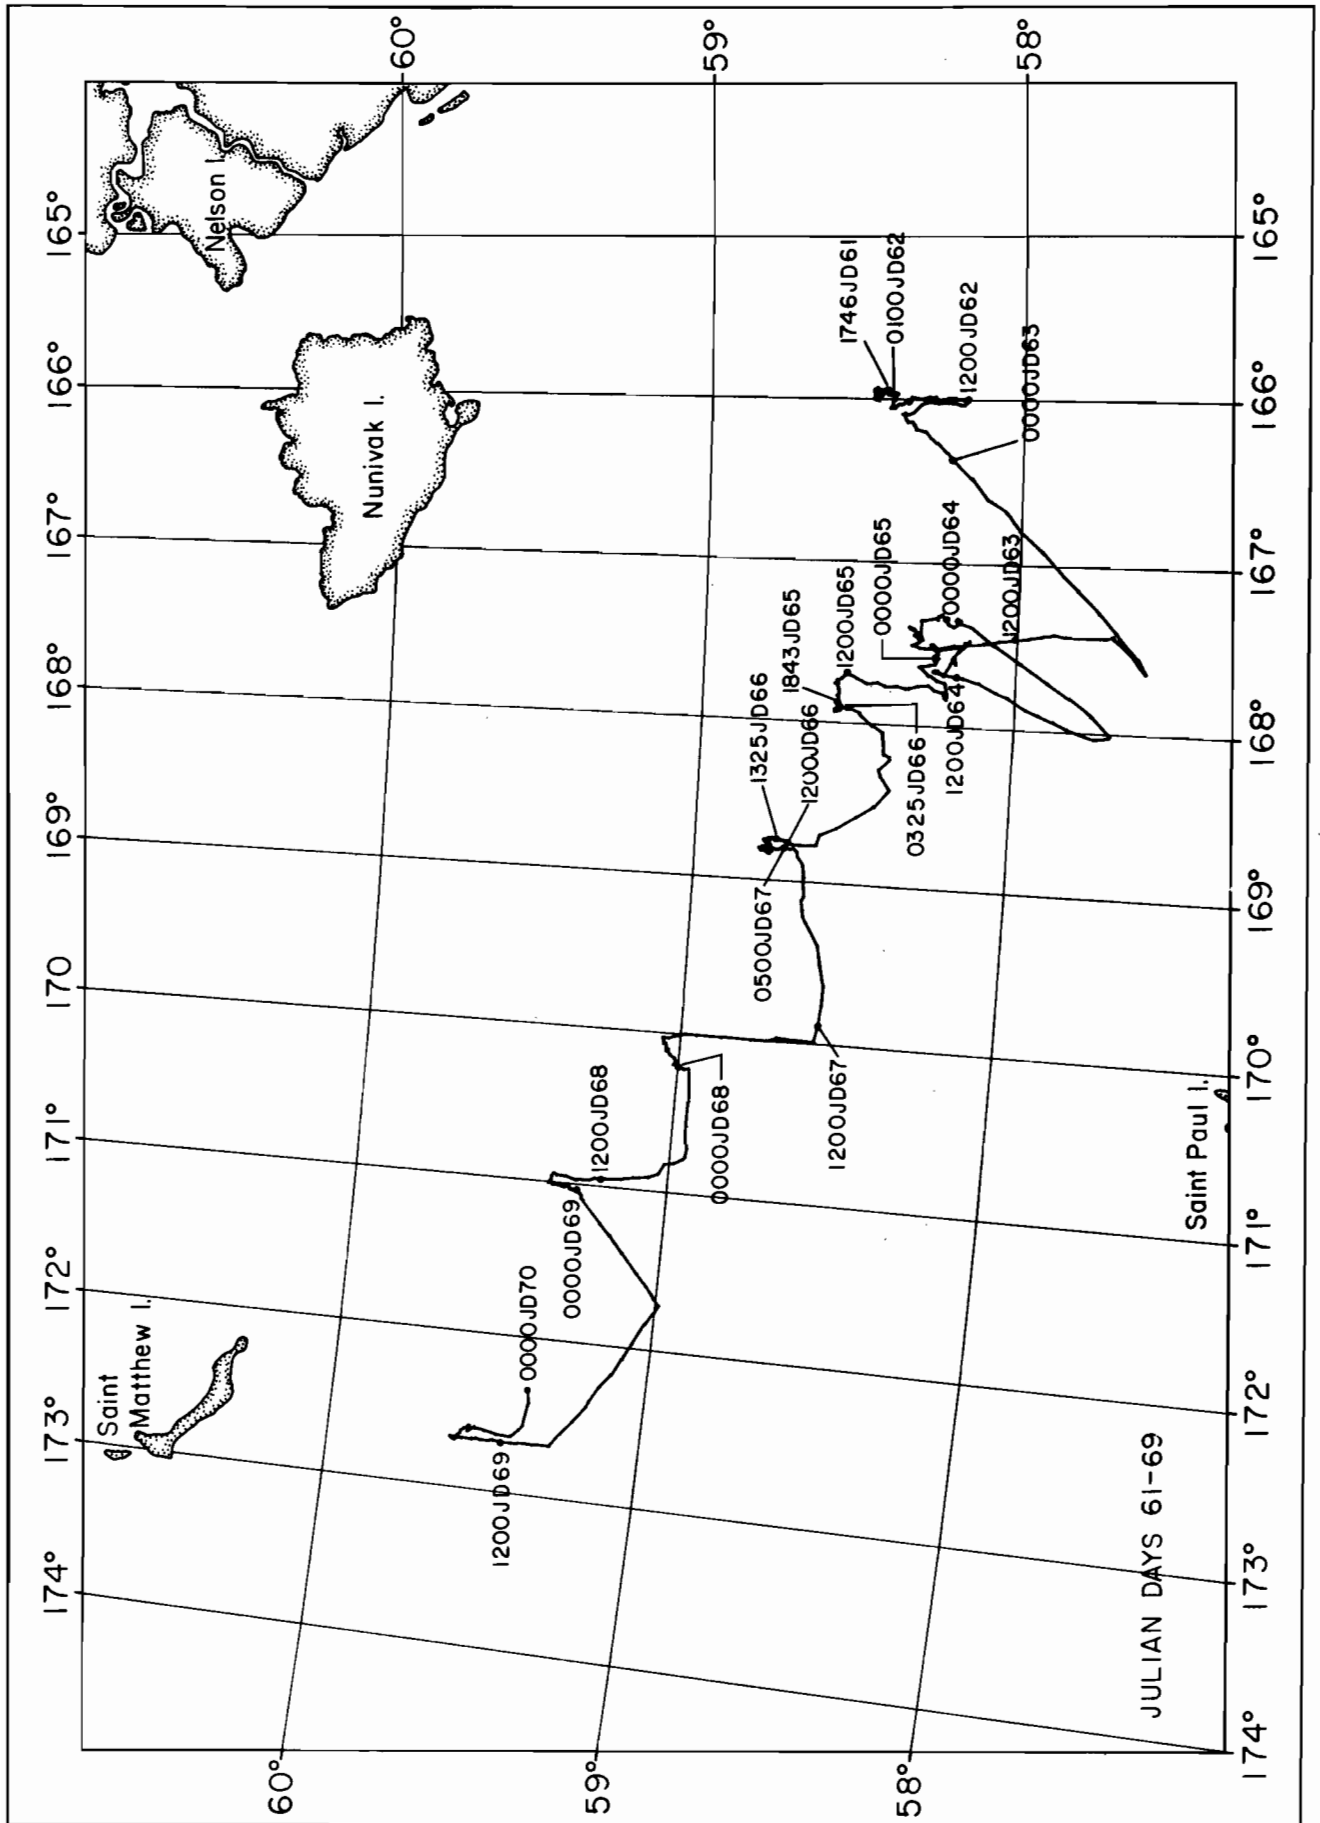 174°
173°
172°
171°
170
169°
168°
167°
166°
165°
60°
59°
58°
60°
59°
58°
Saint
Matthew I.
Nunivak I.
Nelson I.
Saint Paul I.
1746JD61
0100JD62
1200JD62
0000JD63
1200JD63
0000JD64
1200JD64
0000JD65
1200JD65
1843JD65
0325JD66
1200JD66
1325JD66
0500JD67
1200JD67
0000JD68
1200JD68
0000JD69
1200JD69
0000JD70
JULIAN DAYS 61-69
174°
173°
172°
171°
170°
169°
168°
167°
166°
165°